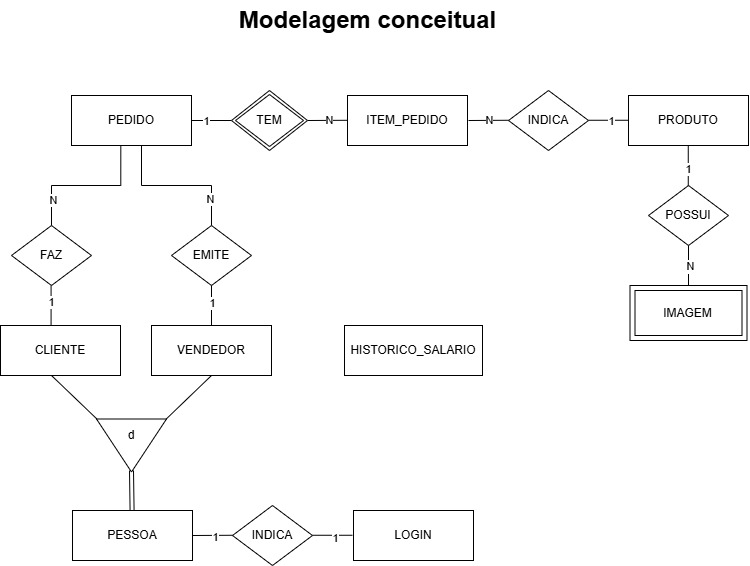 Modelagem conceitual
PEDIDO
1
TEM
N
ITEM_PEDIDO
N
INDICA
1
PRODUTO
1
POSSUI
N
IMAGEM
N
N
FAZ
EMITE
1
1
CLIENTE
VENDEDOR
HISTORICO_SALARIO
d
PESSOA
1
INDICA
1
LOGIN